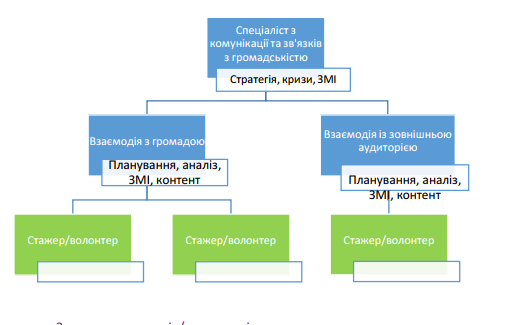 Спеціаліст з
комунікації та зв'язків
з громадськістю
Стратегія, кризи, ЗМІ
Взаємодія з громадою
Планування, аналіз,
ЗМІ, контент
Взаємодія із зовнішньою
аудиторією
Планування, аналіз,
ЗМІ, контент
Стажер/волонтер
Стажер/волонтер
Стажер/волонтер